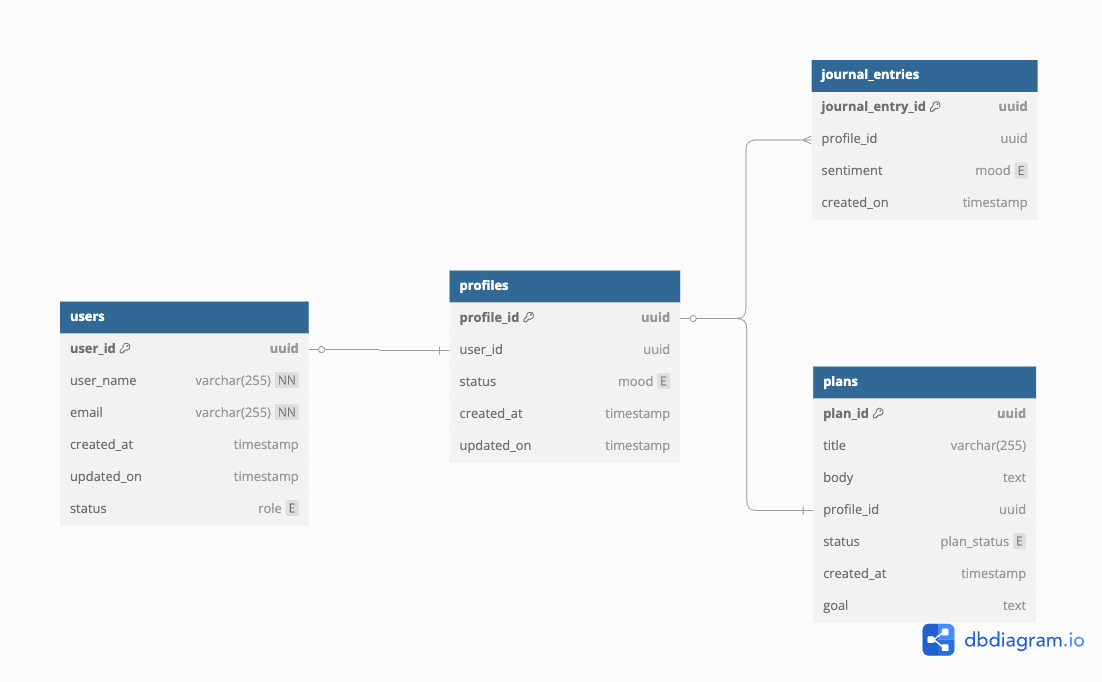 journal_entries
journal_entry_id uuid
profile_id uuid
sentiment mood E
created_on timestamp
profiles
profile_id uuid
user_id uuid
status mood E
created_at timestamp
updated_on timestamp
users
user_id uuid
user_name varchar(255) NN
email varchar(255) NN
created_at timestamp
updated_on timestamp
status role E
plans
plan_id uuid
title varchar(255)
body text
profile_id uuid
status plan_status E
created_at timestamp
goal text
dbdiagram.io